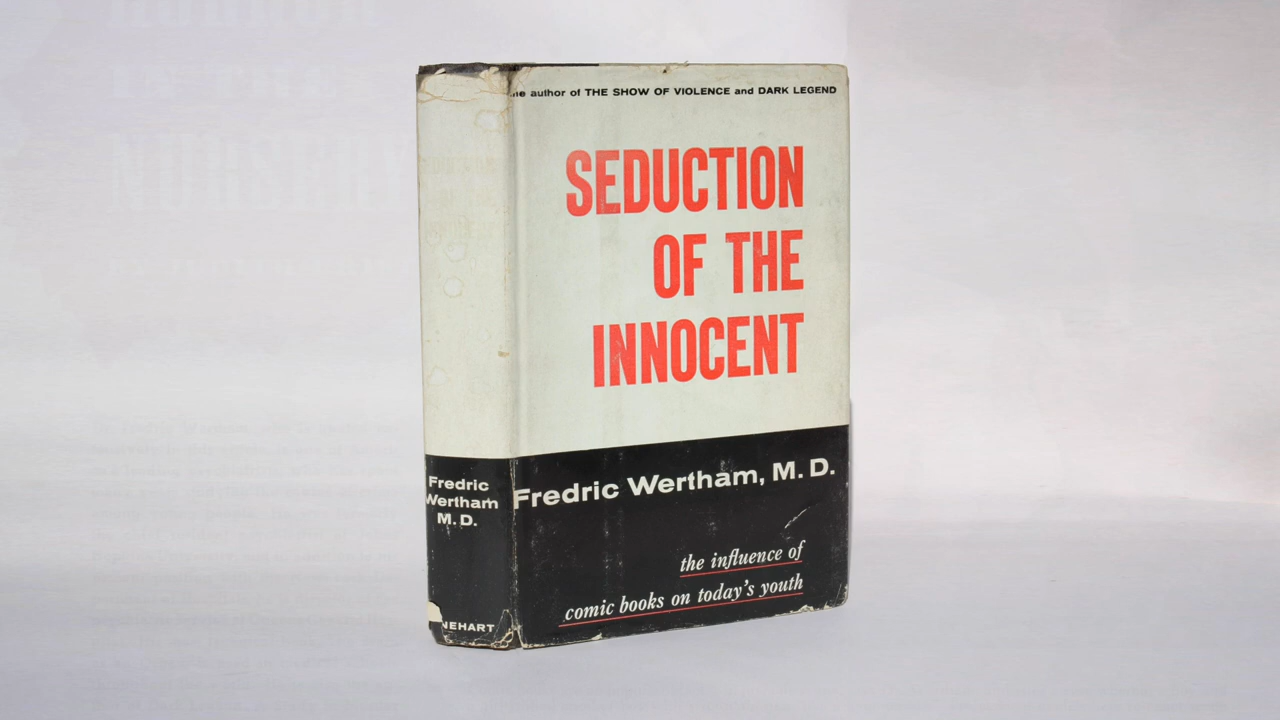 author of THE SHOW OF VIOLENCE and DARK LEGEND
SEDUCTION
OF THE
INNOCENT
Fredric Wertham, M.D.
the influence of
comic books on today's youth
Fredric
Wertham
M.D.
NEHART